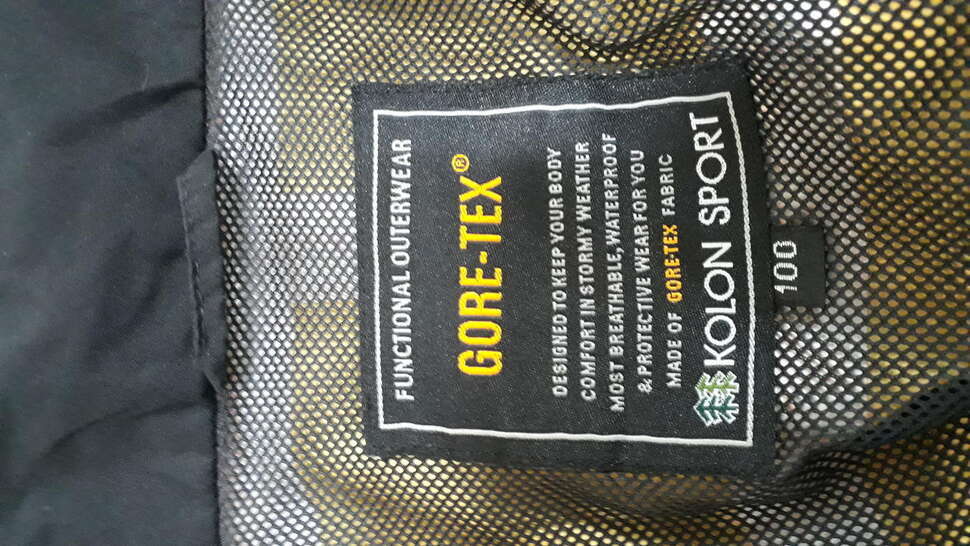 FUNCTIONAL OUTERWEAR
GORE-TEX®
DESIGNED TO KEEP YOUR BODY
COMFORT IN STORMY WEATHER
MOST BREATHABLE, WATERPROOF
& PROTECTIVE WEAR FOR YOU
MADE OF GORE-TEX FABRIC
KOLON SPORT
100